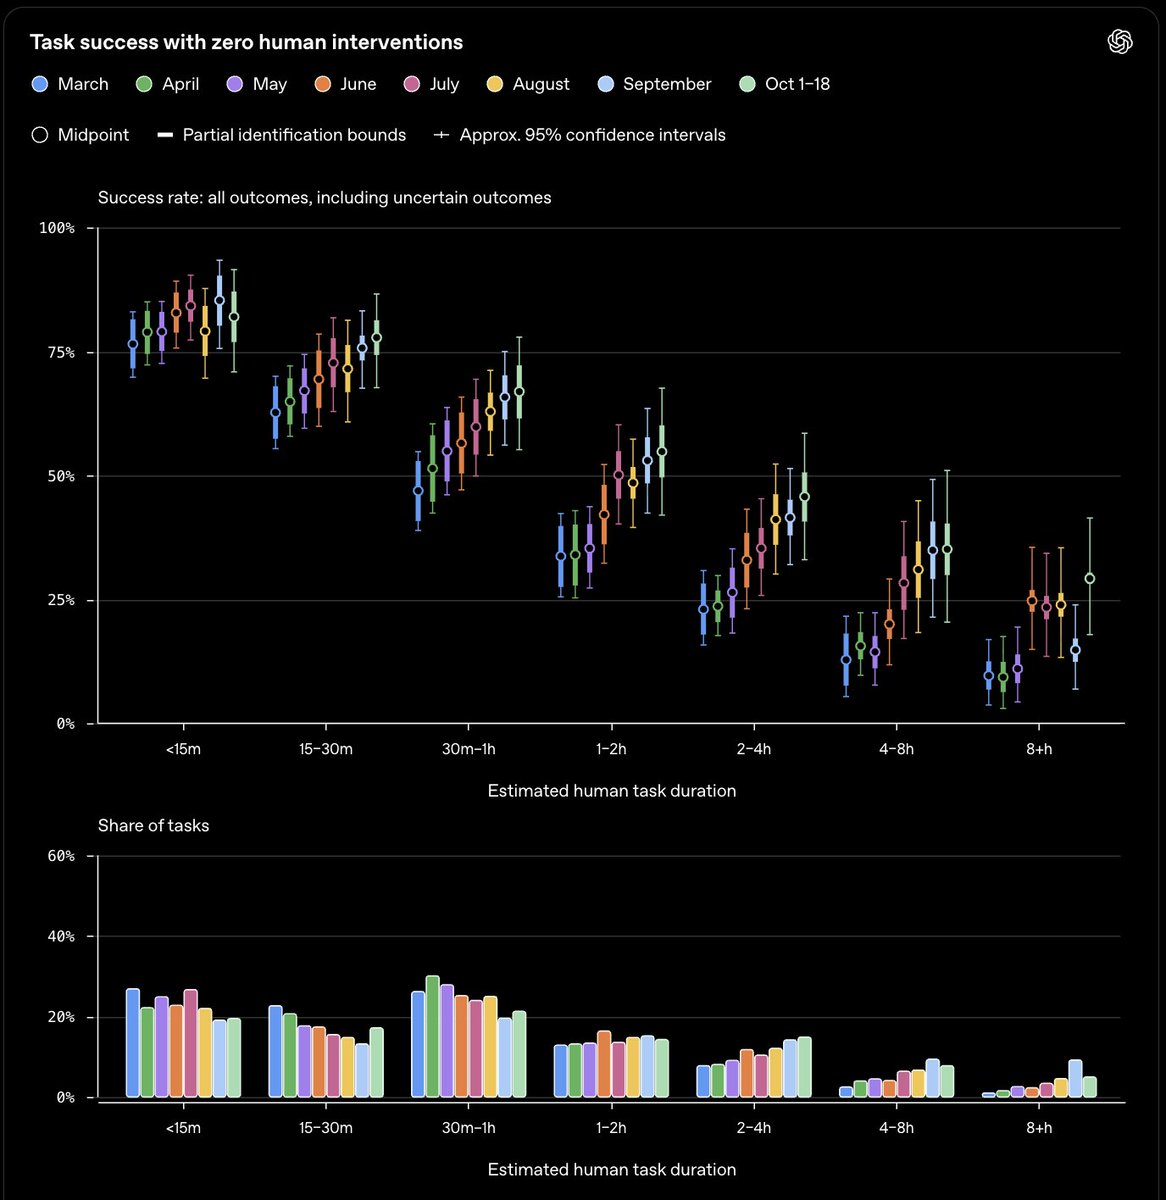 Task success with zero human interventions
March April May June July August September Oct 1–18
Midpoint Partial identification bounds Approx. 95% confidence intervals
Success rate: all outcomes, including uncertain outcomes
100%
75%
50%
25%
0%
<15m 15–30m 30m–1h 1–2h 2–4h 4–8h 8+h
Estimated human task duration
Share of tasks
60%
40%
20%
0%
<15m 15–30m 30m–1h 1–2h 2–4h 4–8h 8+h
Estimated human task duration